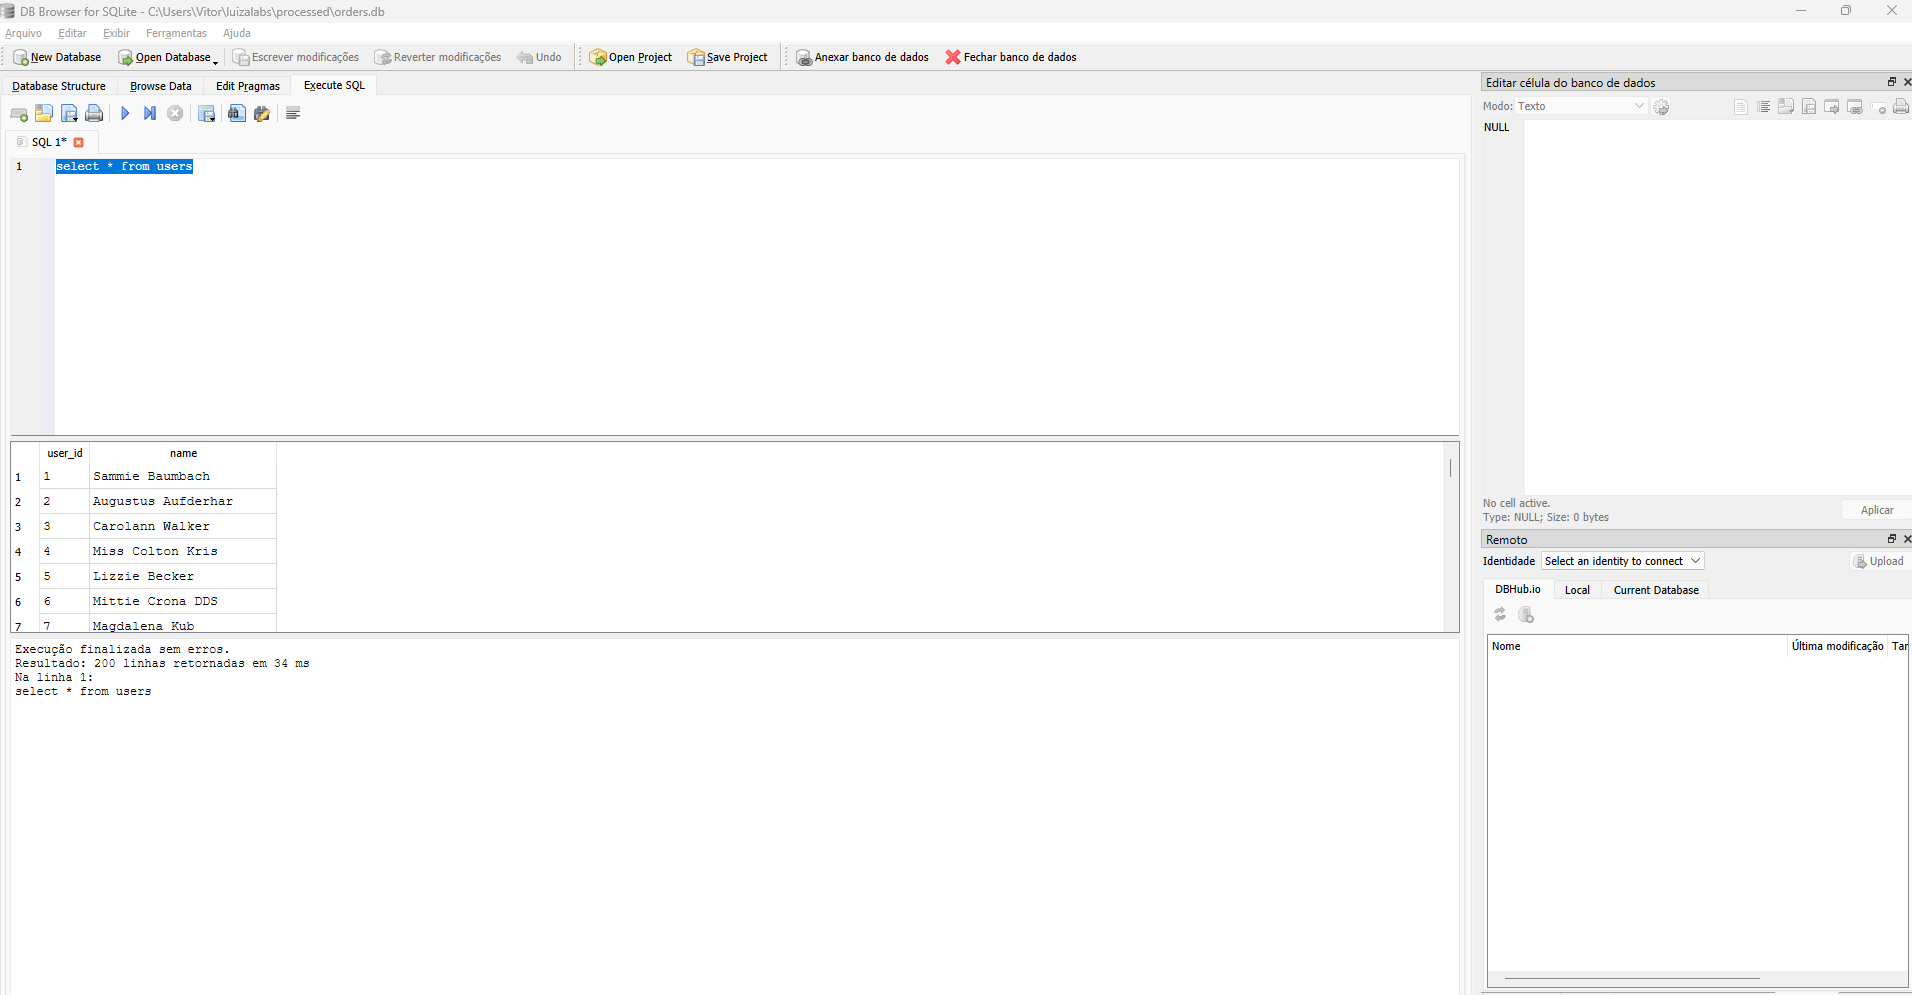 DB Browser for SQLite - C:\Users\Vitor\luizalabs\processed\orders.db
Arquivo Editar Exibir Ferramentas Ajuda
New Database Open Database Escrever modificações Reverter modificações Undo Open Project Save Project Anexar banco de dados Fechar banco de dados
Database Structure Browse Data Edit Pragmas Execute SQL
SQL 1*
1 select * from users
user_id name
1 1 Sammie Baumbach
2 2 Augustus Aufderhar
3 3 Carolann Walker
4 4 Miss Colton Kris
5 5 Lizzie Becker
6 6 Mittie Crona DDS
7 7 Magdalena Kub
Execução finalizada sem erros.
Resultado: 200 linhas retornadas em 34 ms
Na linha 1:
select * from users
Editar célula do banco de dados
Modo: Texto
NULL
No cell active.
Type: NULL; Size: 0 bytes
Aplicar
Remoto
Identidade Select an identity to connect Upload
DBHub.io Local Current Database
Nome Última modificação Tar